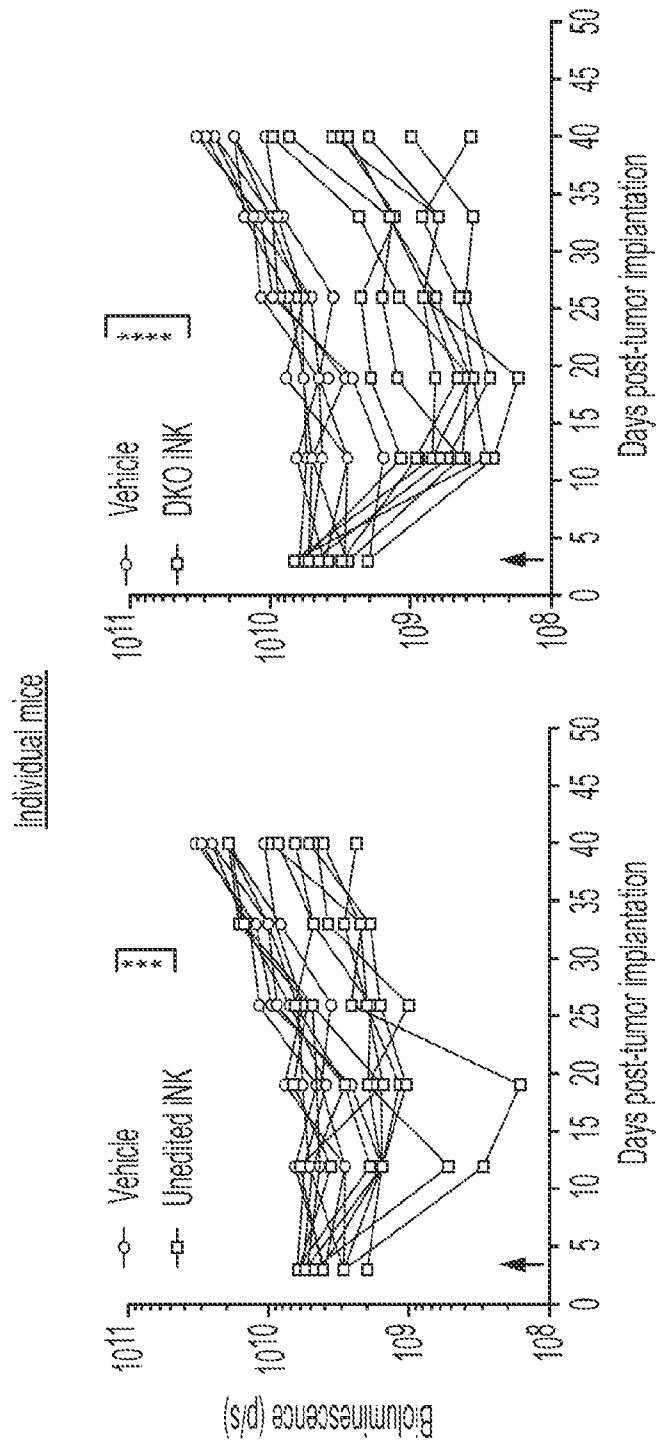 Individual mice
Vehicle
Unedited iNK
***
Bioluminescence (p/s)
10¹¹
10¹⁰
10⁹
10⁸
0 5 10 15 20 25 30 35 40 45 50
Days post-tumor implantation
Vehicle
DKO iNK
****
10¹¹
10¹⁰
10⁹
10⁸
0 5 10 15 20 25 30 35 40 45 50
Days post-tumor implantation